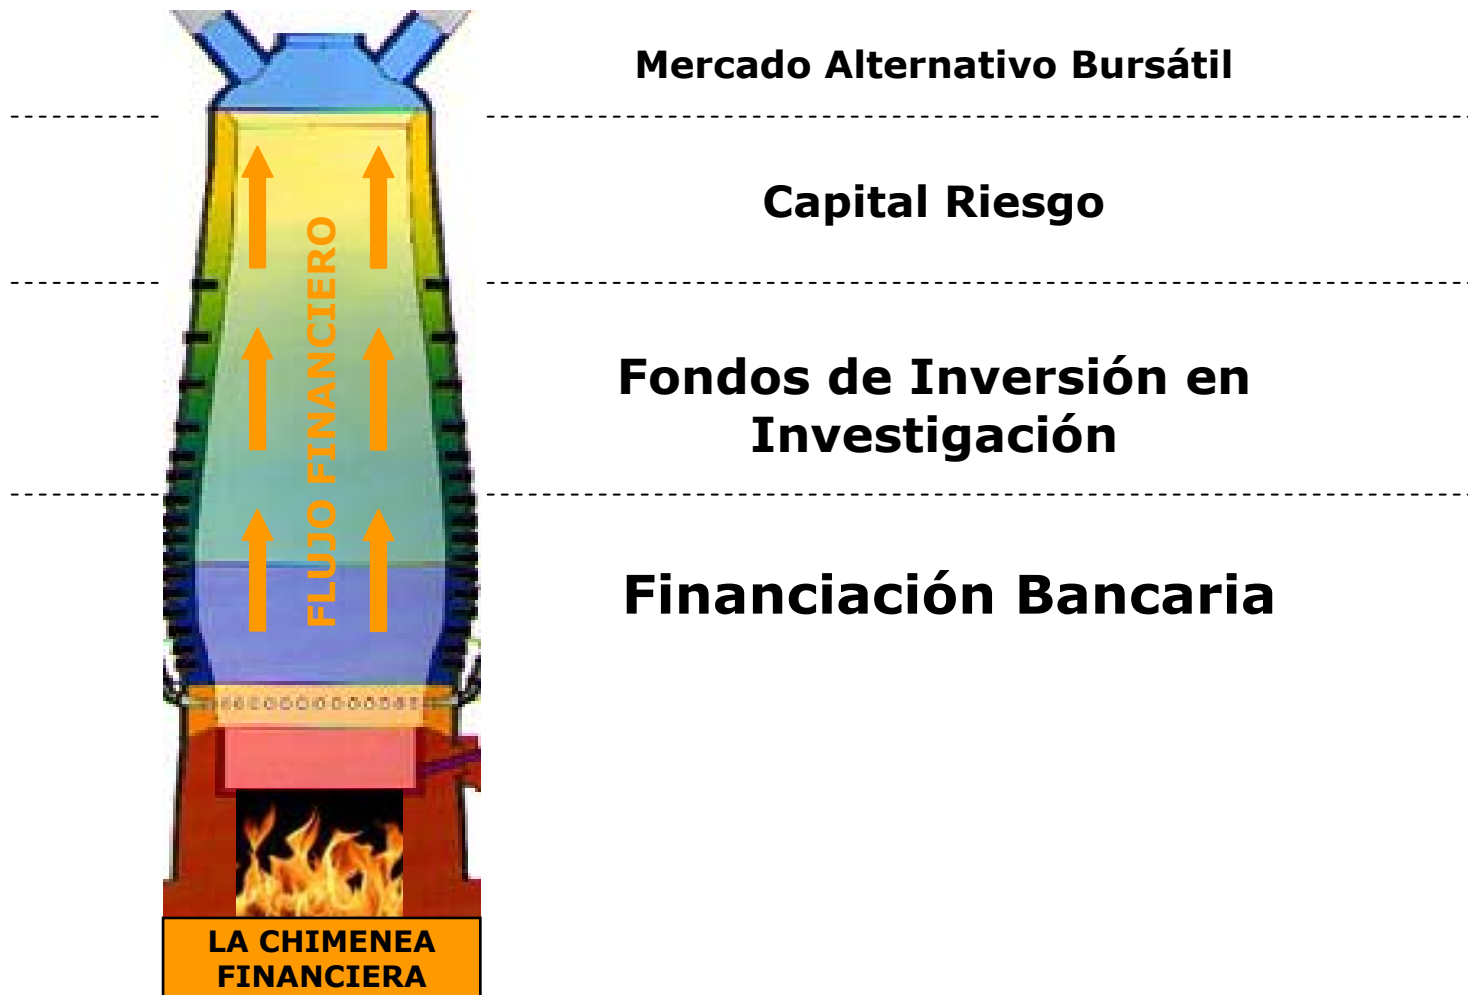 Mercado Alternativo Bursátil
Capital Riesgo
Fondos de Inversión en
Investigación
Financiación Bancaria
FLUJO FINANCIERO
LA CHIMENEA
FINANCIERA